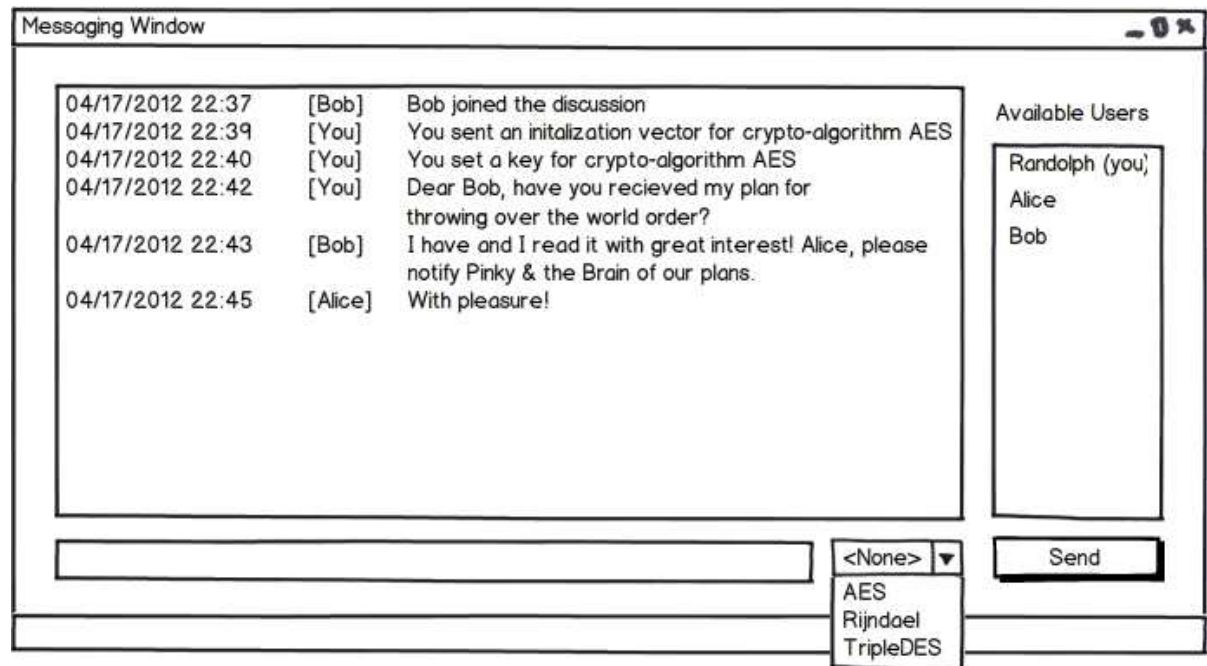 Messaging Window
04/17/2012 22:37 [Bob] Bob joined the discussion
04/17/2012 22:39 [You] You sent an initalization vector for crypto-algorithm AES
04/17/2012 22:40 [You] You set a key for crypto-algorithm AES
04/17/2012 22:42 [You] Dear Bob, have you recieved my plan for
throwing over the world order?
04/17/2012 22:43 [Bob] I have and I read it with great interest! Alice, please
notify Pinky & the Brain of our plans.
04/17/2012 22:45 [Alice] With pleasure!
Available Users
Randolph (you)
Alice
Bob
<None>
AES
Rijndael
TripleDES
Send